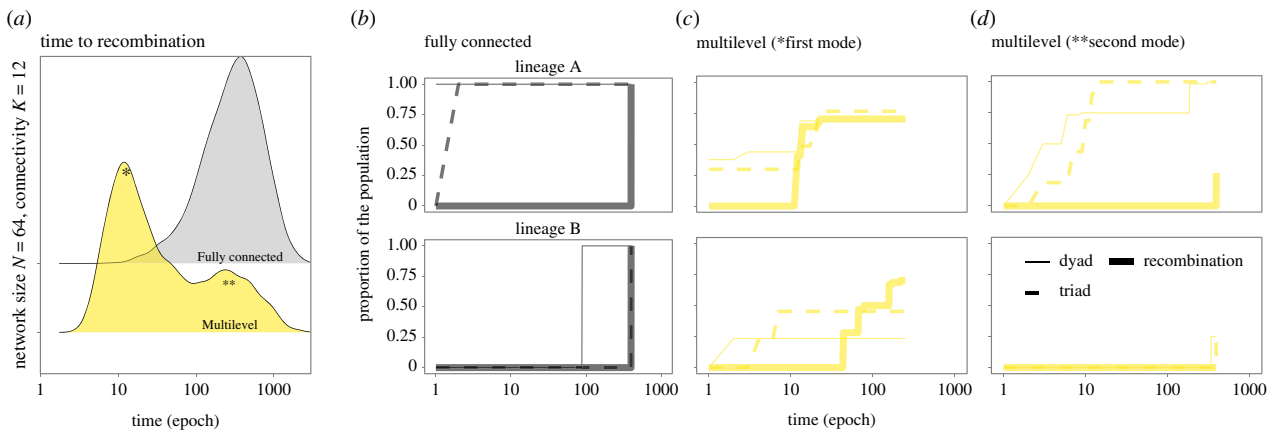 (a)
time to recombination
network size N = 64, connectivity K = 12
*
Fully connected
**
Multilevel
1 10 100 1000
time (epoch)
(b)
fully connected
lineage A
proportion of the population
1.00
0.75
0.50
0.25
0
lineage B
1.00
0.75
0.50
0.25
0
1 10 100 1000
(c)
multilevel (*first mode)
1 10 100 1000
time (epoch)
(d)
multilevel (**second mode)
dyad recombination
triad
1 10 100 1000